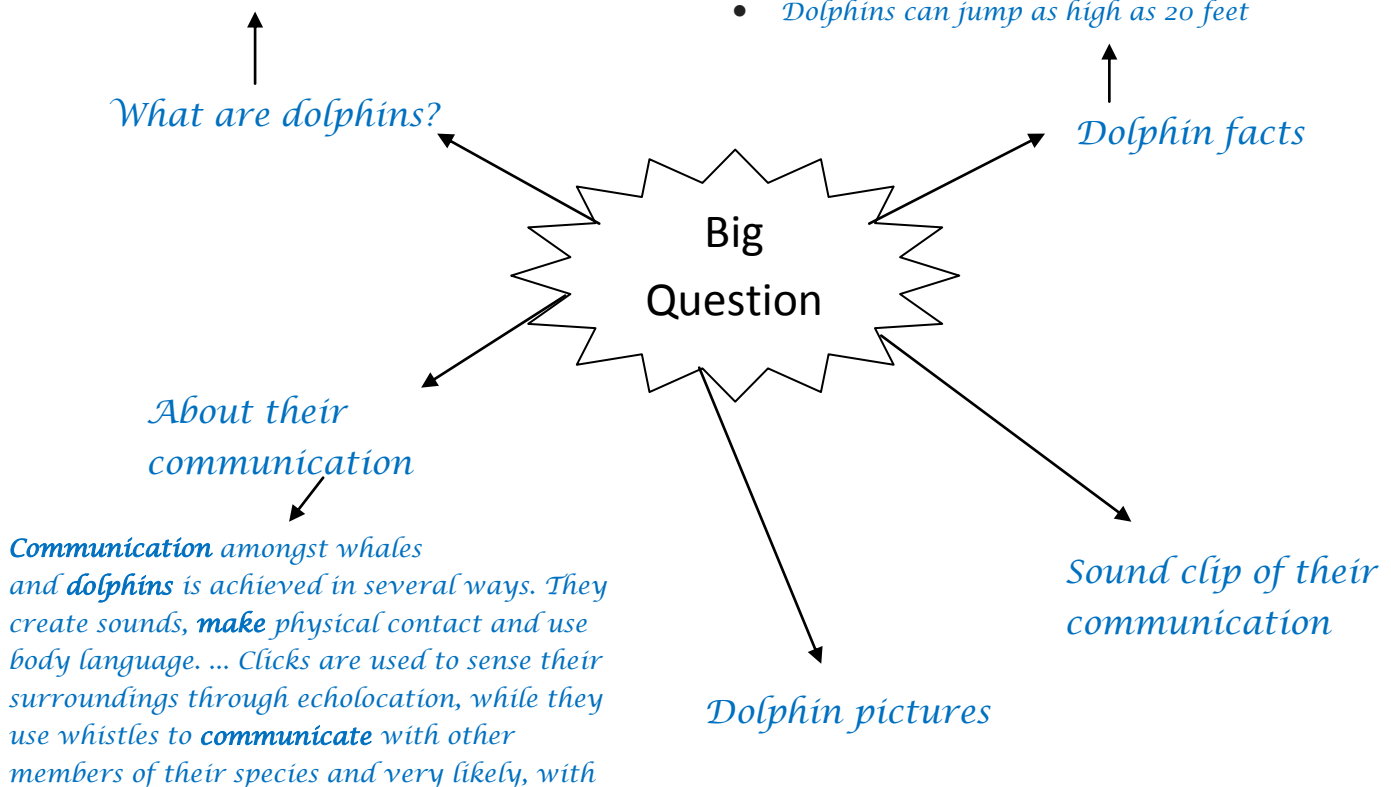 • Dolphins can jump as high as 20 feet
What are dolphins?
Dolphin facts
Big
Question
About their
communication
Communication amongst whales
and dolphins is achieved in several ways. They
create sounds, make physical contact and use
body language. ... Clicks are used to sense their
surroundings through echolocation, while they
use whistles to communicate with other
members of their species and very likely, with
Sound clip of their
communication
Dolphin pictures